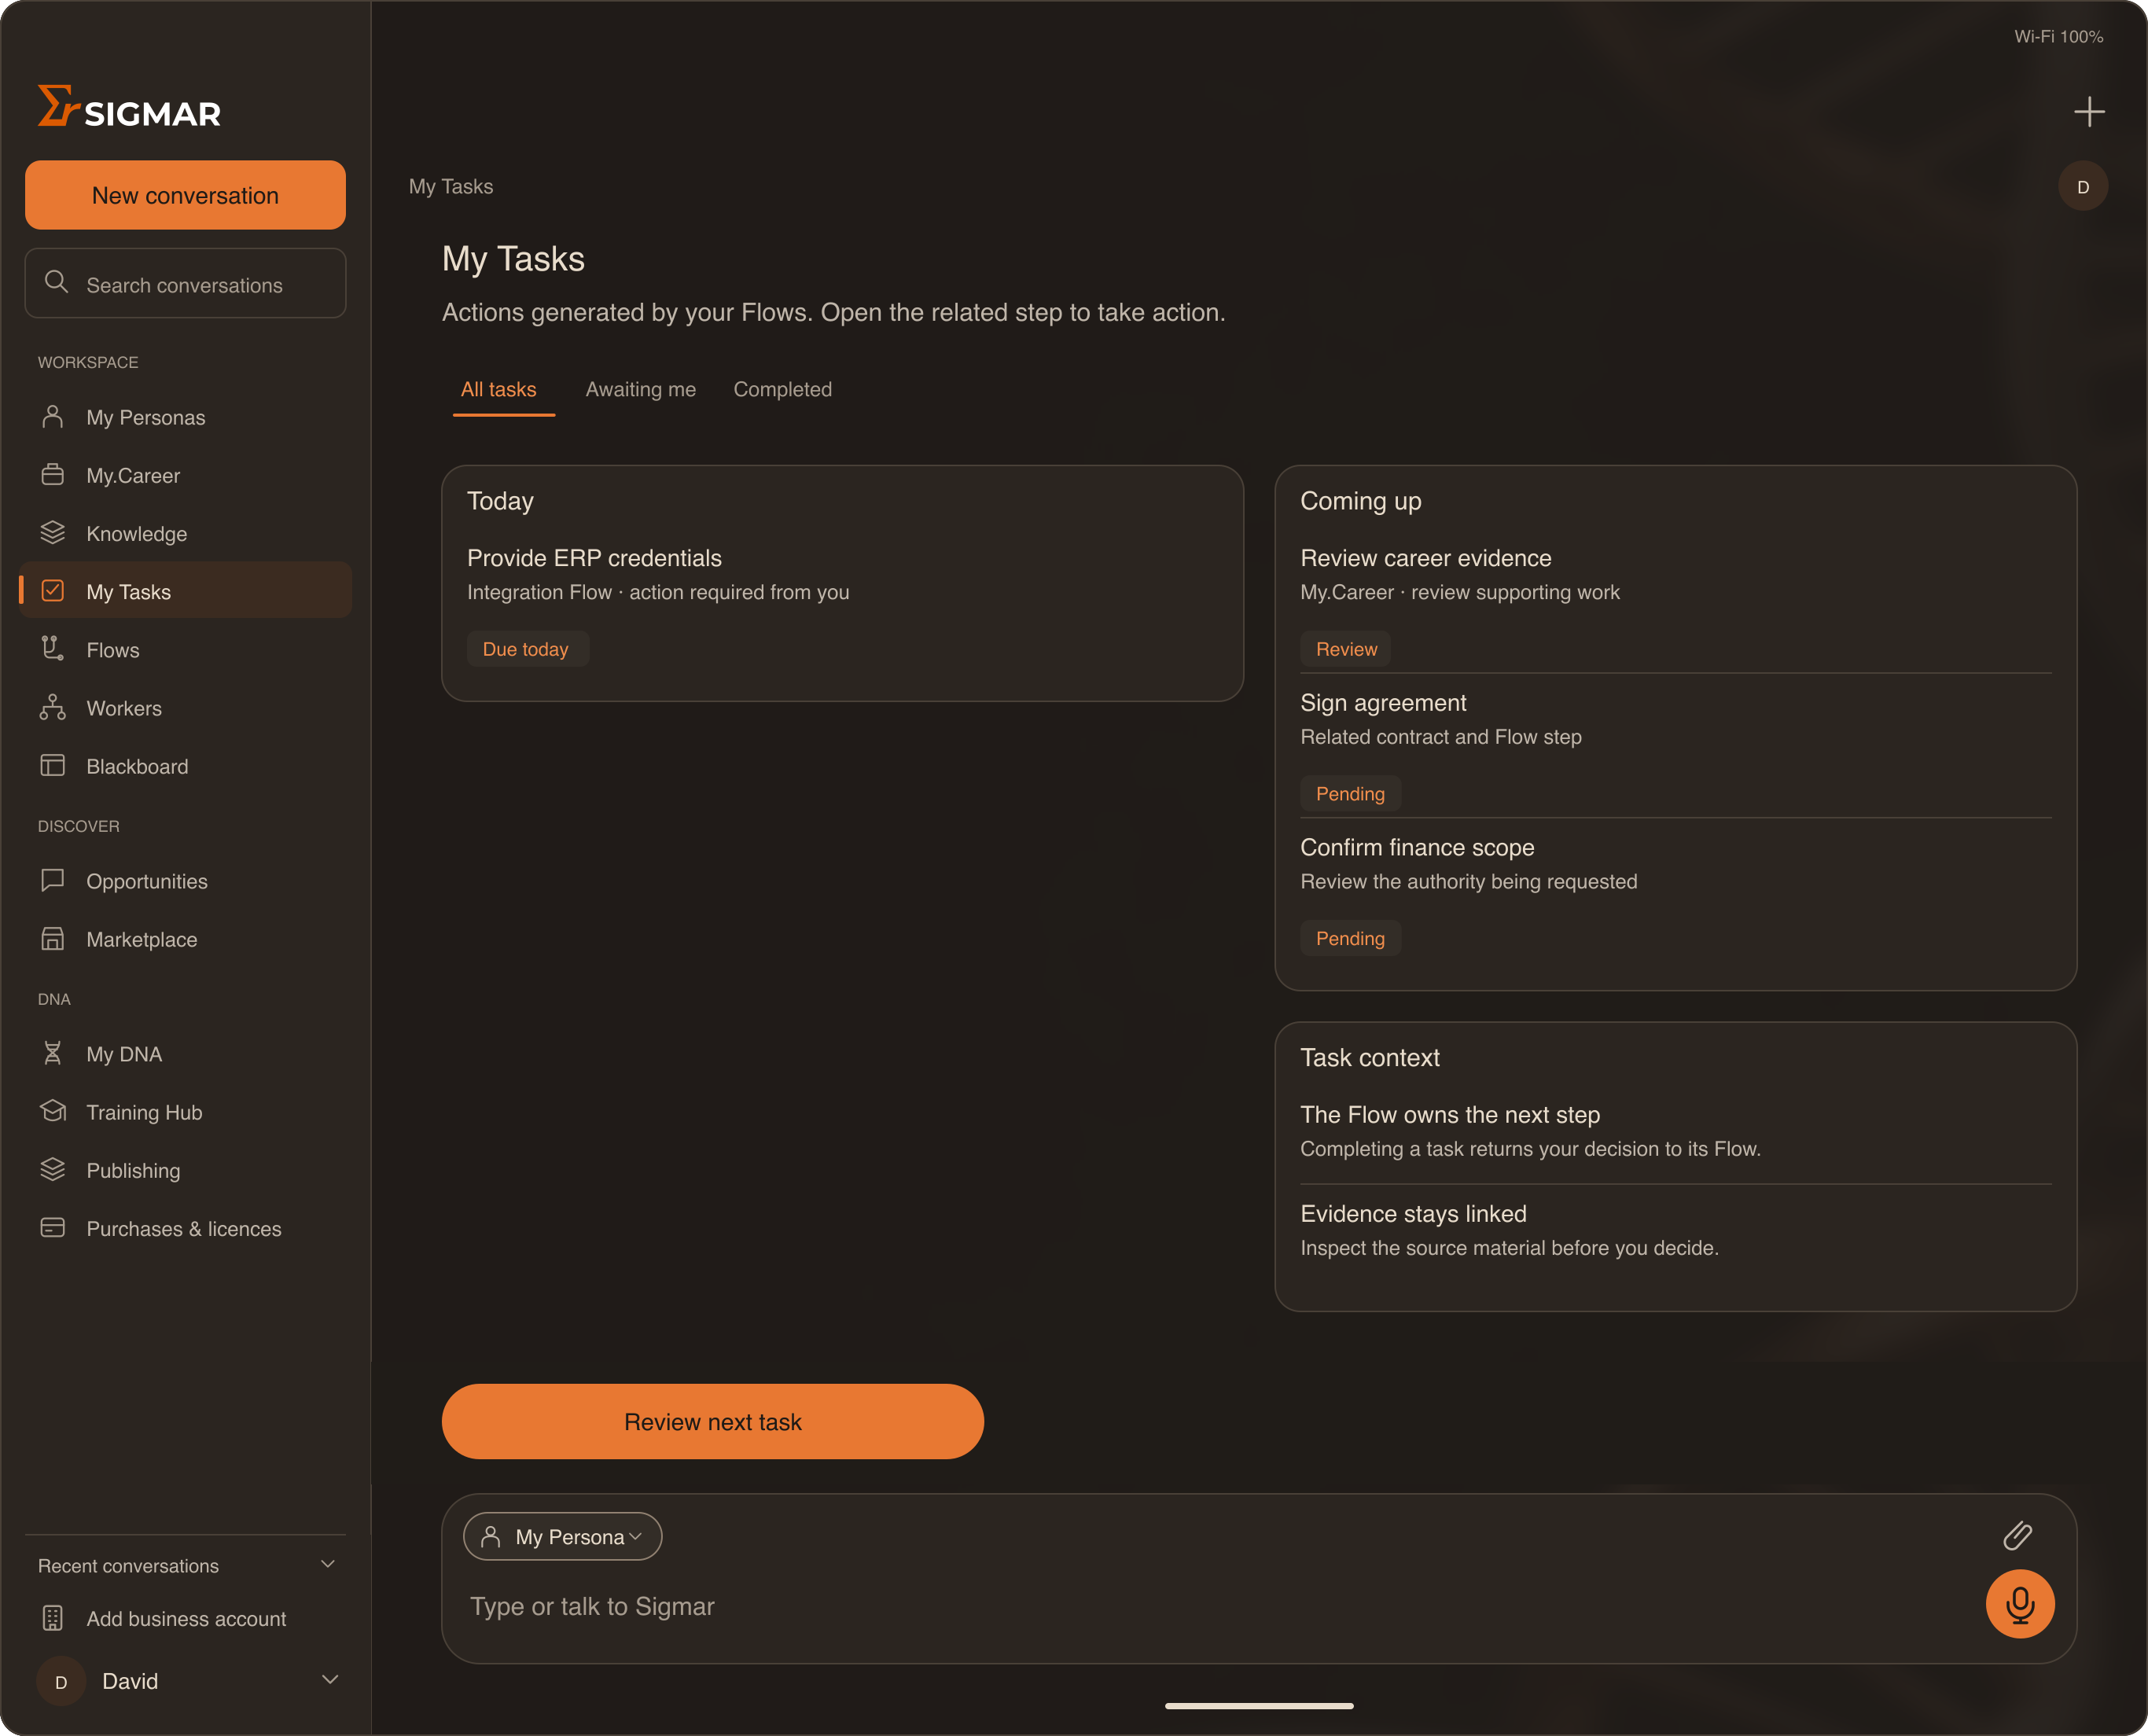 Wi-Fi 100%
Σr SIGMAR
New conversation
Search conversations
WORKSPACE
My Personas
My.Career
Knowledge
My Tasks
Flows
Workers
Blackboard
DISCOVER
Opportunities
Marketplace
DNA
My DNA
Training Hub
Publishing
Purchases & licences
Recent conversations
Add business account
D
David
My Tasks
D
My Tasks
Actions generated by your Flows. Open the related step to take action.
All tasks
Awaiting me
Completed
Today
Provide ERP credentials
Integration Flow · action required from you
Due today
Coming up
Review career evidence
My.Career · review supporting work
Review
Sign agreement
Related contract and Flow step
Pending
Confirm finance scope
Review the authority being requested
Pending
Task context
The Flow owns the next step
Completing a task returns your decision to its Flow.
Evidence stays linked
Inspect the source material before you decide.
Review next task
My Persona
Type or talk to Sigmar